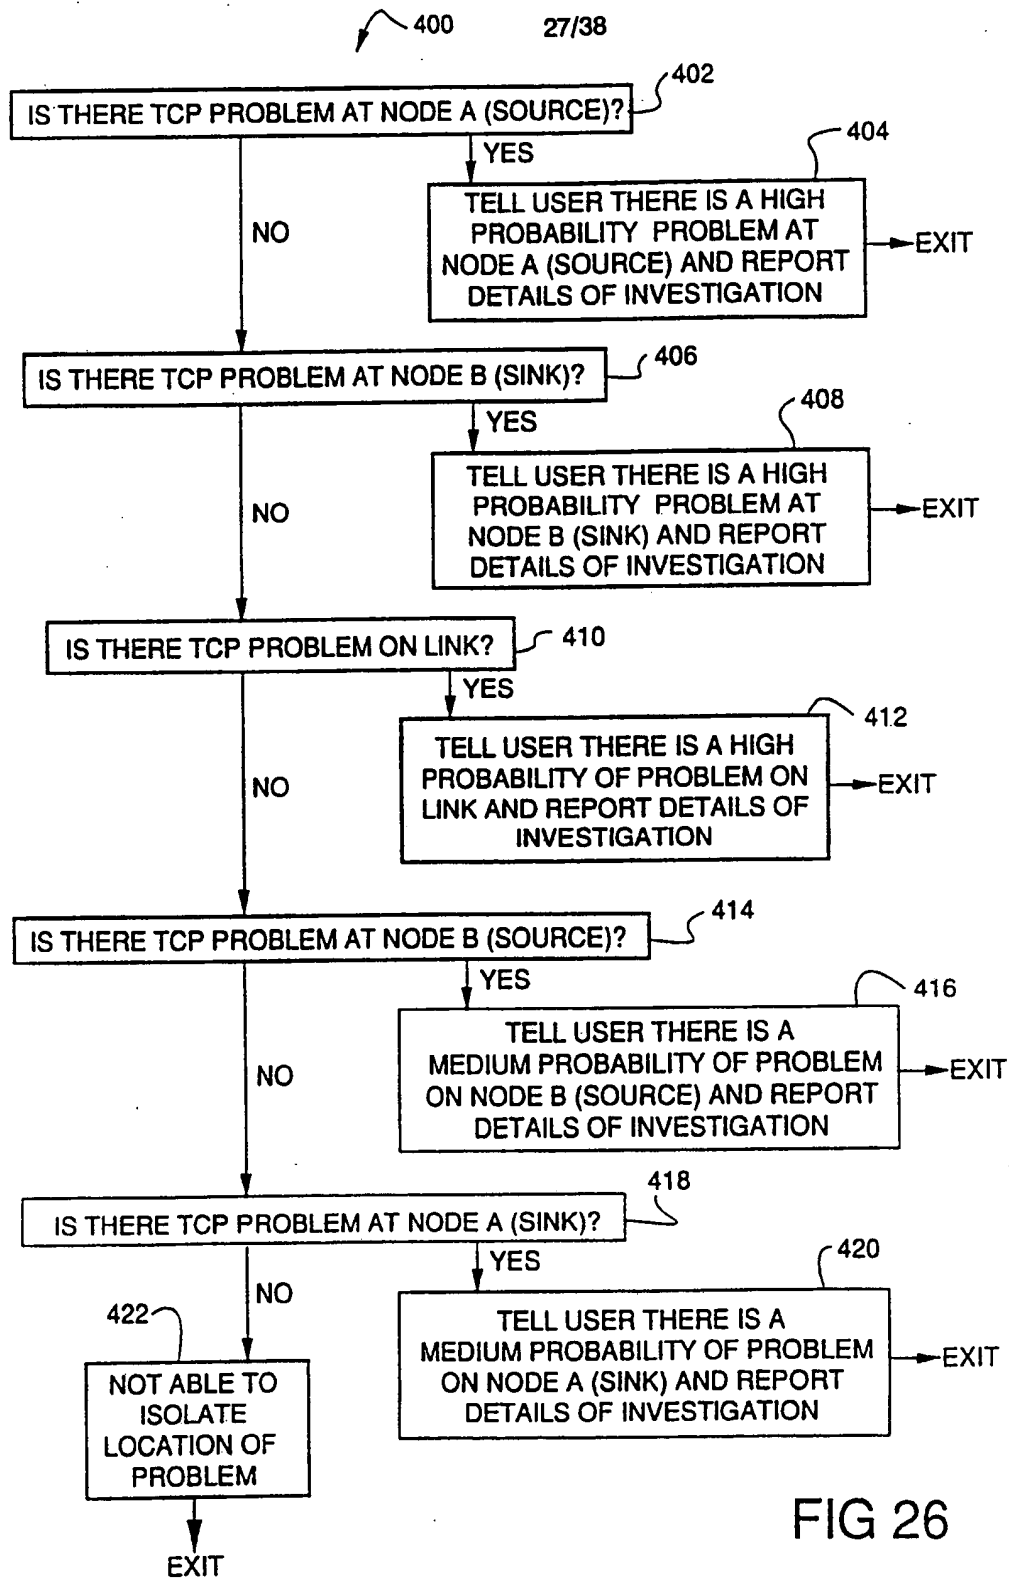 400
27/38
402
IS THERE TCP PROBLEM AT NODE A (SOURCE)?
YES
404
NO
TELL USER THERE IS A HIGH
PROBABILITY PROBLEM AT
NODE A (SOURCE) AND REPORT
DETAILS OF INVESTIGATION
EXIT
406
IS THERE TCP PROBLEM AT NODE B (SINK)?
YES
408
NO
TELL USER THERE IS A HIGH
PROBABILITY PROBLEM AT
NODE B (SINK) AND REPORT
DETAILS OF INVESTIGATION
EXIT
410
IS THERE TCP PROBLEM ON LINK?
YES
412
NO
TELL USER THERE IS A HIGH
PROBABILITY OF PROBLEM ON
LINK AND REPORT DETAILS OF
INVESTIGATION
EXIT
414
IS THERE TCP PROBLEM AT NODE B (SOURCE)?
YES
416
NO
TELL USER THERE IS A
MEDIUM PROBABILITY OF PROBLEM
ON NODE B (SOURCE) AND REPORT
DETAILS OF INVESTIGATION
EXIT
418
IS THERE TCP PROBLEM AT NODE A (SINK)?
YES
420
NO
422
TELL USER THERE IS A
MEDIUM PROBABILITY OF PROBLEM
ON NODE A (SINK) AND REPORT
DETAILS OF INVESTIGATION
EXIT
NOT ABLE TO
ISOLATE
LOCATION OF
PROBLEM
EXIT
FIG 26